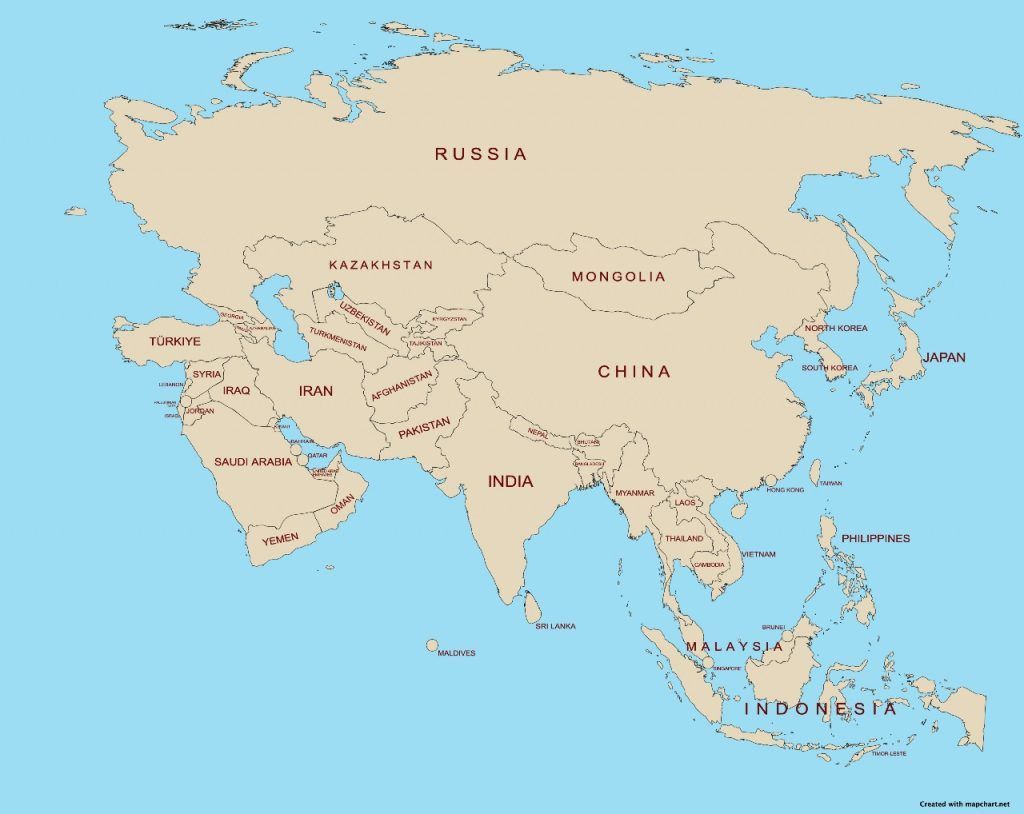 RUSSIA
KAZAKHSTAN
MONGOLIA
UZBEKISTAN
KYRGYZSTAN
GEORGIA
TURKMENISTAN
TAJIKISTAN
NORTH KOREA
TÜRKIYE
JAPAN
SOUTH KOREA
CHINA
SYRIA
LEBANON
IRAQ
IRAN
AFGHANISTAN
JORDAN
ISRAEL
PAKISTAN
NEPAL
BHUTAN
BAHRAIN
QATAR
SAUDI ARABIA
BANGLADESH
INDIA
OMAN
MYANMAR
LAOS
HONG KONG
TAIWAN
YEMEN
THAILAND
PHILIPPINES
VIETNAM
CAMBODIA
SRI LANKA
BRUNEI
MALAYSIA
MALDIVES
SINGAPORE
INDONESIA
TIMOR-LESTE
Created with mapchart.net